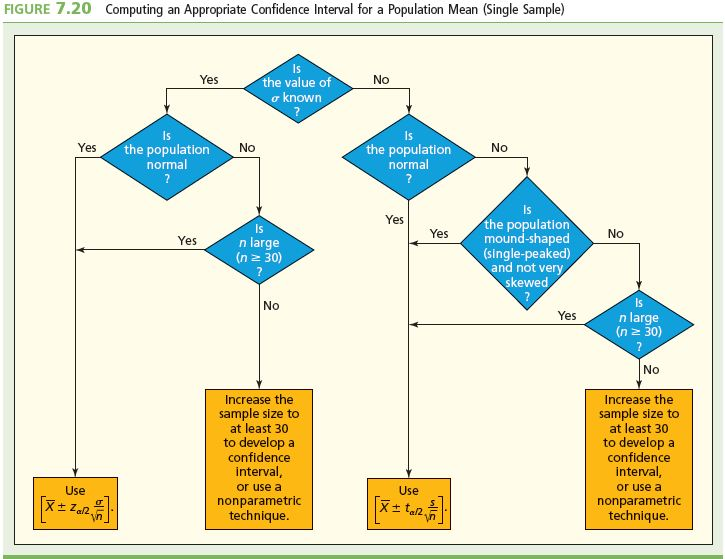 FIGURE 7.20 Computing an Appropriate Confidence Interval for a Population Mean (Single Sample)
Is
the value of
σ known
?
Yes
No
Is
the population
normal
?
Yes
No
Is
the population
normal
?
No
Yes
Is
n large
(n ≥ 30)
?
Yes
No
Is
the population
mound-shaped
(single-peaked)
and not very
skewed
?
Yes
No
Is
n large
(n ≥ 30)
?
Yes
No
Use
[X̅ ± zα/2 σ/√n].
Increase the
sample size to
at least 30
to develop a
confidence
interval,
or use a
nonparametric
technique.
Use
[X̅ ± tα/2 s/√n].
Increase the
sample size to
at least 30
to develop a
confidence
interval,
or use a
nonparametric
technique.